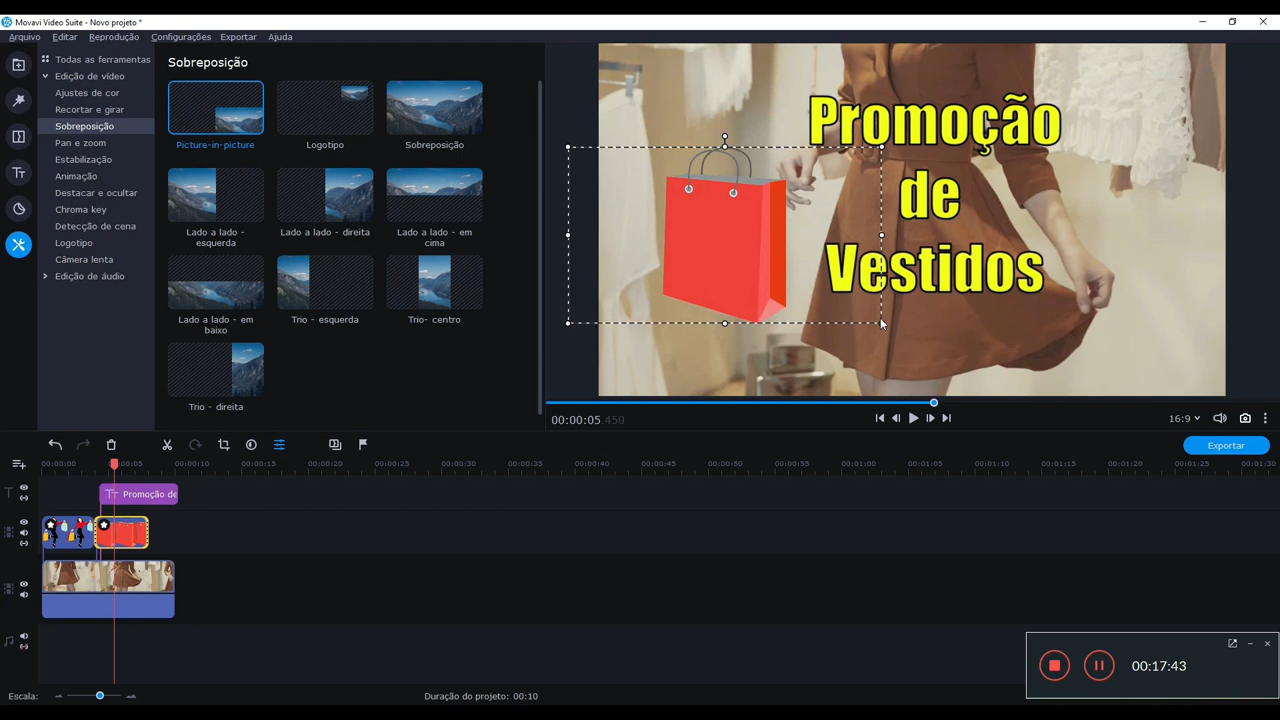 Movavi Video Suite - Novo projeto *
Arquivo Editar Reprodução Configurações Exportar Ajuda
Todas as ferramentas
Edição de vídeo
Ajustes de cor
Recortar e girar
Sobreposição
Pan e zoom
Estabilização
Animação
Destacar e ocultar
Chroma key
Detecção de cena
Logotipo
Câmera lenta
Edição de áudio
Sobreposição
Picture-in-picture
Logotipo
Sobreposição
Lado a lado -
esquerda
Lado a lado - direita
Lado a lado - em
cima
Lado a lado - em
baixo
Trio - esquerda
Trio- centro
Trio - direita
Promoção
de
Vestidos
00:00:05.450
16:9
Exportar
00:00:00 00:00:05 00:00:10 00:00:15 00:00:20 00:00:25 00:00:30 00:00:35 00:00:40 00:00:45 00:00:50 00:00:55 00:01:00 00:01:05 00:01:10 00:01:15 00:01:20 00:01:25 00:01:30
Tt Promoção de
00:17:43
Escala:
Duração do projeto: 00:10